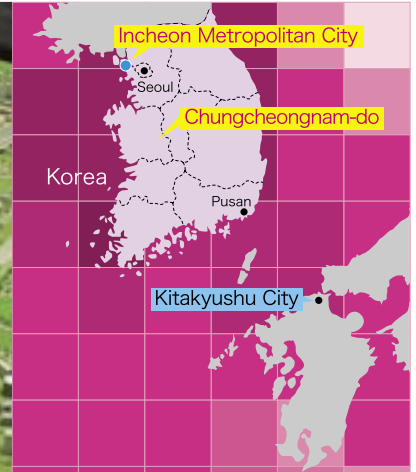 Incheon Metropolitan City
Seoul
Chungcheongnam-do
Korea
Pusan
Kitakyushu City